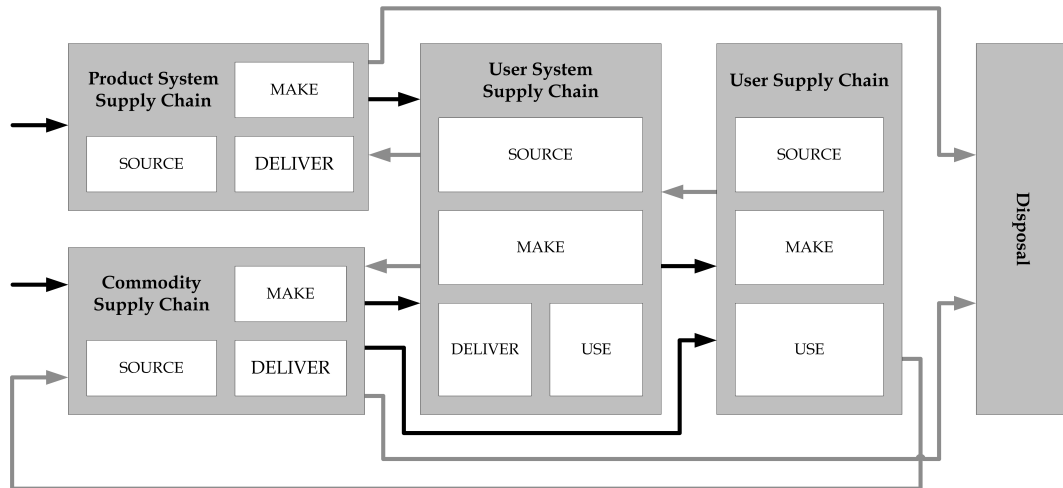 Product System
Supply Chain
MAKE
SOURCE
DELIVER
Commodity
Supply Chain
MAKE
SOURCE
DELIVER
User System
Supply Chain
SOURCE
MAKE
DELIVER
USE
User Supply Chain
SOURCE
MAKE
USE
Disposal